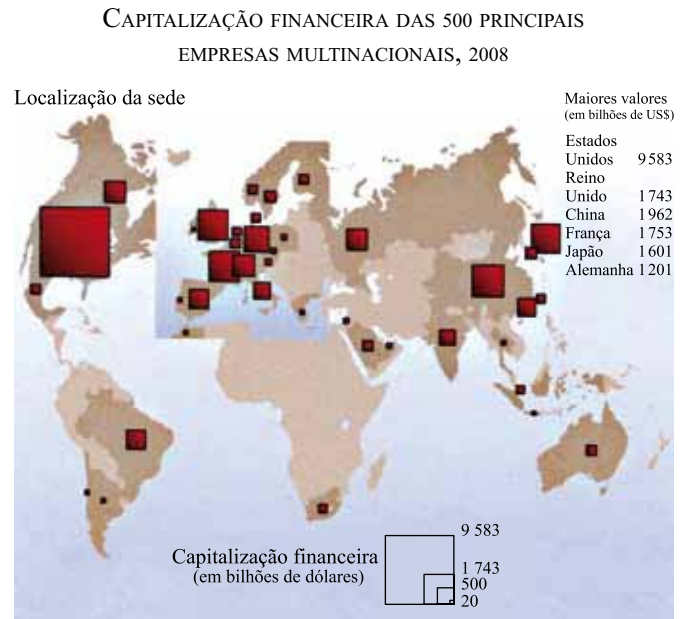 Capitalização financeira das 500 principais
empresas multinacionais, 2008
Localização da sede
Maiores valores
(em bilhões de US$)
Estados
Unidos 9 583
Reino
Unido 1 743
China 1 962
França 1 753
Japão 1 601
Alemanha 1 201
Capitalização financeira
(em bilhões de dólares)
9 583
1 743
500
20